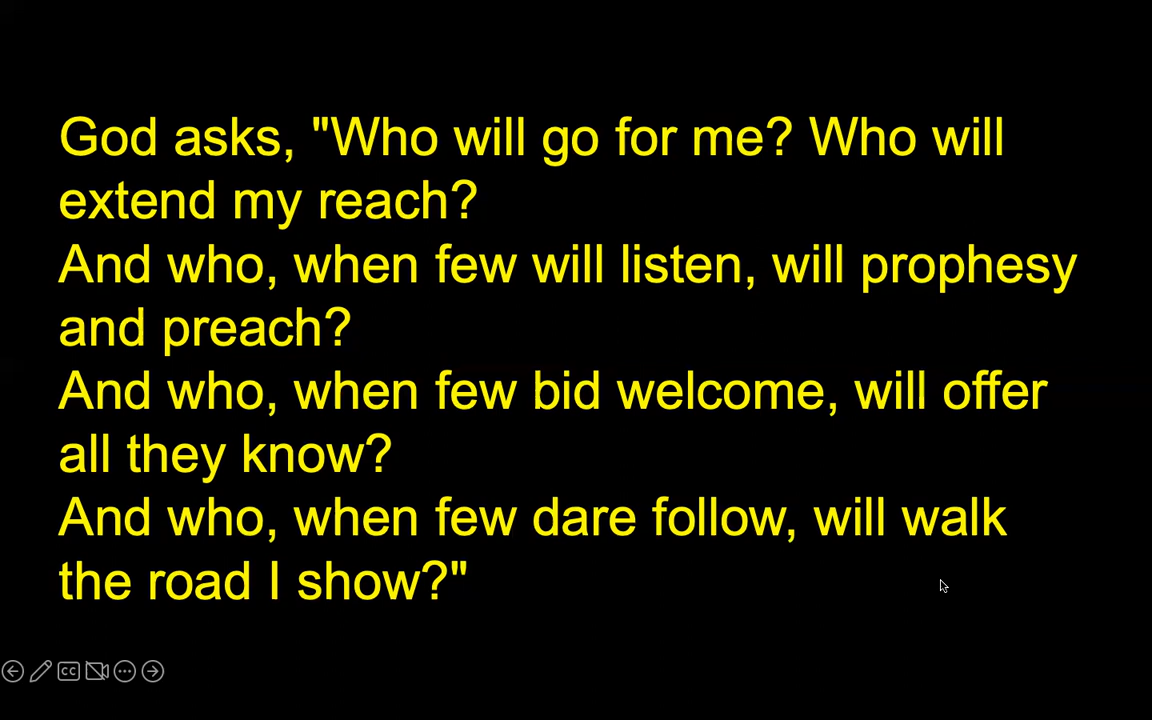 God asks, "Who will go for me? Who will
extend my reach?
And who, when few will listen, will prophesy
and preach?
And who, when few bid welcome, will offer
all they know?
And who, when few dare follow, will walk
the road I show?"
CC